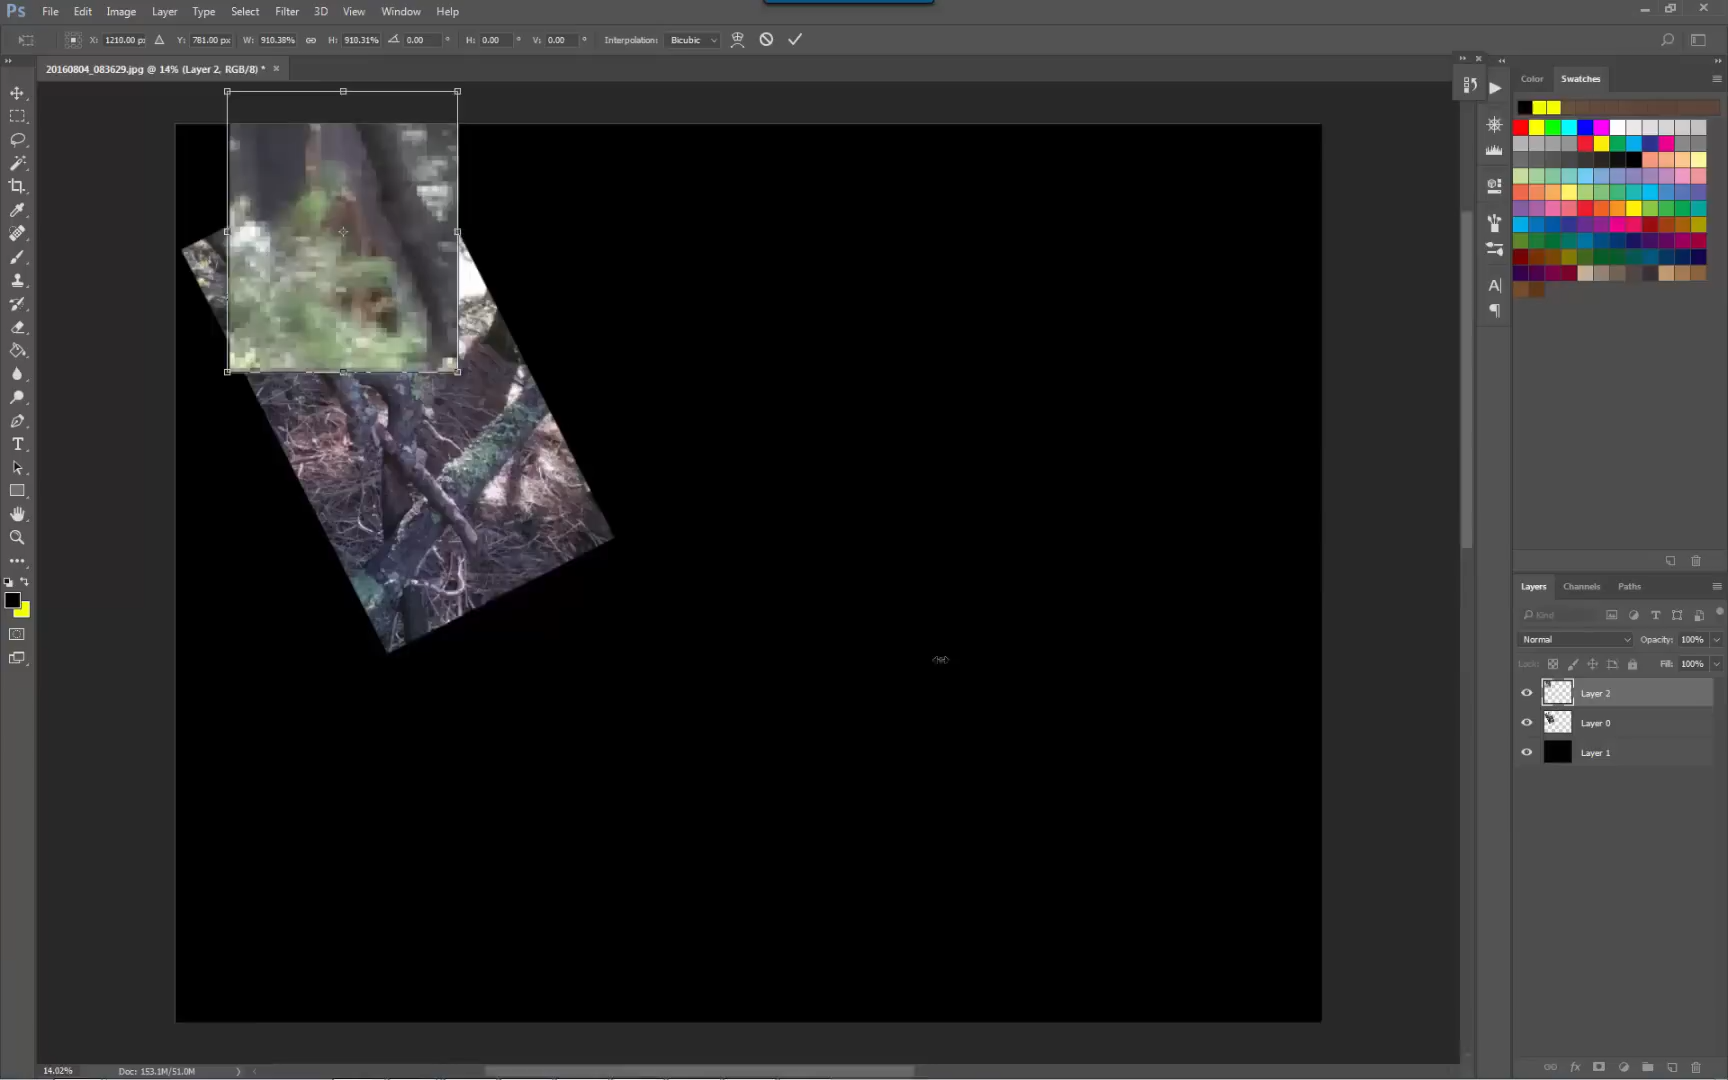 Ps File Edit Image Layer Type Select Filter 3D View Window Help
X: 1210.00 px Y: 781.00 px W: 910.38% H: 910.31% 0.00 ° H: 0.00 ° V: 0.00 ° Interpolation: Bicubic
20160804_083629.jpg @ 14% (Layer 2, RGB/8) * ×
Color Swatches
Layers Channels Paths
Kind
Normal Opacity: 100%
Lock: Fill: 100%
Layer 2
Layer 0
Layer 1
14.02% Doc: 153.1M/51.0M